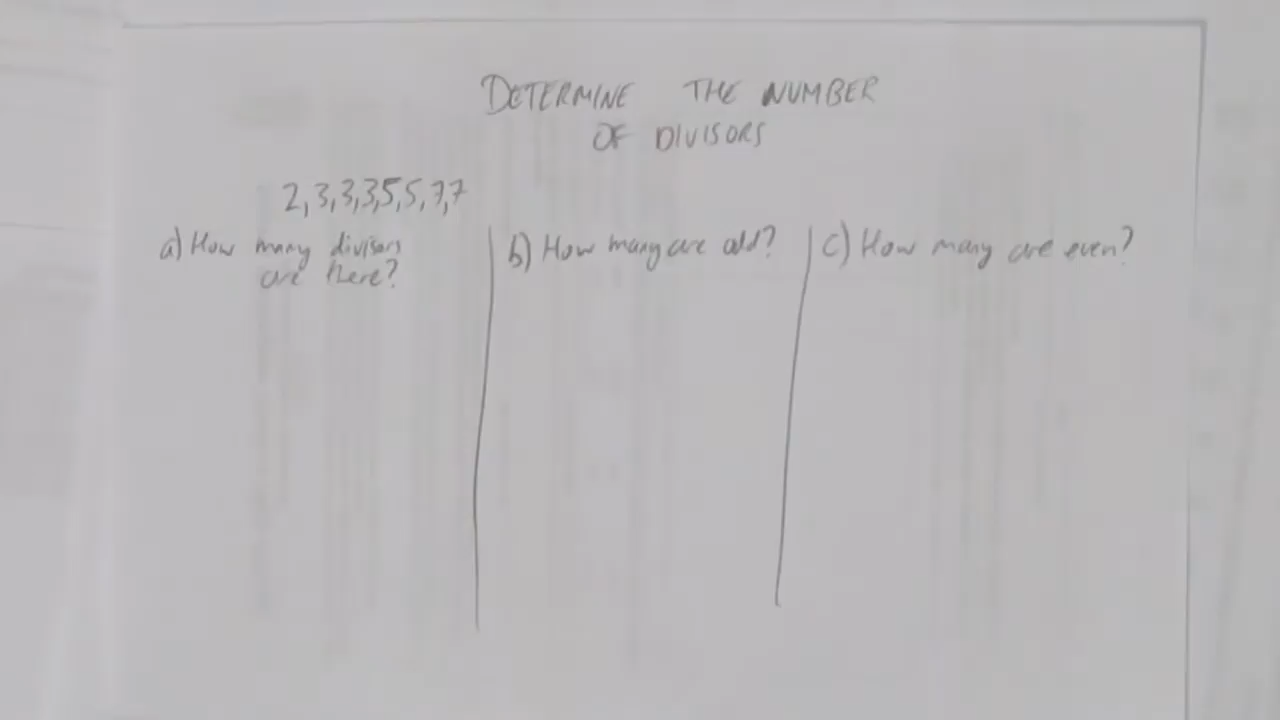 DETERMINE THE NUMBER
OF DIVISORS
2,3,3,3,5,5,7,7
a) How many divisors
are there?
b) How many are odd?
c) How many are even?